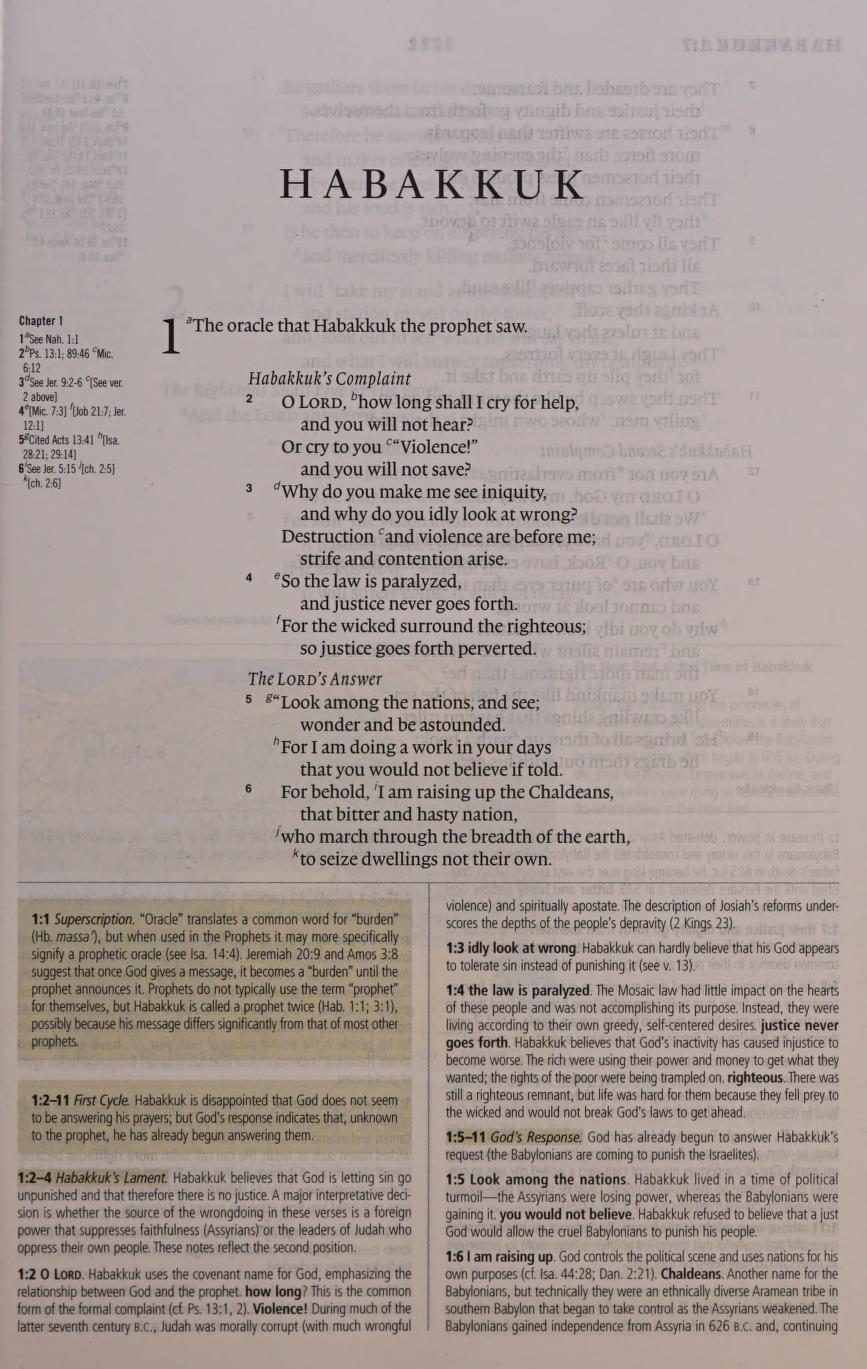 HABAKKUK
Chapter 1
1ᵃSee Nah. 1:1
2ᵇPs. 13:1; 89:46 ᶜMic.
6:12
3ᵈSee Jer. 9:2-6 ᶜ[See ver.
2 above]
4ᵉ[Mic. 7:3] ᶠ[Job 21:7; Jer.
12:1]
5ᵍCited Acts 13:41 ʰ[Isa.
28:21; 29:14]
6ⁱSee Jer. 5:15 ʲ[ch. 2:5]
ᵏ[ch. 2:6]
1 ᵃThe oracle that Habakkuk the prophet saw.
Habakkuk's Complaint
2 O LORD, ᵇhow long shall I cry for help,
and you will not hear?
Or cry to you ᶜ“Violence!”
and you will not save?
3 ᵈWhy do you make me see iniquity,
and why do you idly look at wrong?
Destruction ᶜand violence are before me;
strife and contention arise.
4 ᵉSo the law is paralyzed,
and justice never goes forth.
ᶠFor the wicked surround the righteous;
so justice goes forth perverted.
The LORD's Answer
5 ᵍ“Look among the nations, and see;
wonder and be astounded.
ʰFor I am doing a work in your days
that you would not believe if told.
6 For behold, ⁱI am raising up the Chaldeans,
that bitter and hasty nation,
ʲwho march through the breadth of the earth,
ᵏto seize dwellings not their own.
1:1 Superscription. “Oracle” translates a common word for “burden”
(Hb. massa’), but when used in the Prophets it may more specifically
signify a prophetic oracle (see Isa. 14:4). Jeremiah 20:9 and Amos 3:8
suggest that once God gives a message, it becomes a “burden” until the
prophet announces it. Prophets do not typically use the term “prophet”
for themselves, but Habakkuk is called a prophet twice (Hab. 1:1; 3:1),
possibly because his message differs significantly from that of most other
prophets.
1:2–11 First Cycle. Habakkuk is disappointed that God does not seem
to be answering his prayers; but God's response indicates that, unknown
to the prophet, he has already begun answering them.
1:2–4 Habakkuk's Lament. Habakkuk believes that God is letting sin go
unpunished and that therefore there is no justice. A major interpretative deci-
sion is whether the source of the wrongdoing in these verses is a foreign
power that suppresses faithfulness (Assyrians) or the leaders of Judah who
oppress their own people. These notes reflect the second position.
1:2 O LORD. Habakkuk uses the covenant name for God, emphasizing the
relationship between God and the prophet. how long? This is the common
form of the formal complaint (cf. Ps. 13:1, 2). Violence! During much of the
latter seventh century B.C., Judah was morally corrupt (with much wrongful
violence) and spiritually apostate. The description of Josiah's reforms under-
scores the depths of the people's depravity (2 Kings 23).
1:3 idly look at wrong. Habakkuk can hardly believe that his God appears
to tolerate sin instead of punishing it (see v. 13).
1:4 the law is paralyzed. The Mosaic law had little impact on the hearts
of these people and was not accomplishing its purpose. Instead, they were
living according to their own greedy, self-centered desires. justice never
goes forth. Habakkuk believes that God's inactivity has caused injustice to
become worse. The rich were using their power and money to get what they
wanted; the rights of the poor were being trampled on. righteous. There was
still a righteous remnant, but life was hard for them because they fell prey to
the wicked and would not break God's laws to get ahead.
1:5–11 God's Response. God has already begun to answer Habakkuk's
request (the Babylonians are coming to punish the Israelites).
1:5 Look among the nations. Habakkuk lived in a time of political
turmoil—the Assyrians were losing power, whereas the Babylonians were
gaining it. you would not believe. Habakkuk refused to believe that a just
God would allow the cruel Babylonians to punish his people.
1:6 I am raising up. God controls the political scene and uses nations for his
own purposes (cf. Isa. 44:28; Dan. 2:21). Chaldeans. Another name for the
Babylonians, but technically they were an ethnically diverse Aramean tribe in
southern Babylon that began to take control as the Assyrians weakened. The
Babylonians gained independence from Assyria in 626 B.C. and, continuing